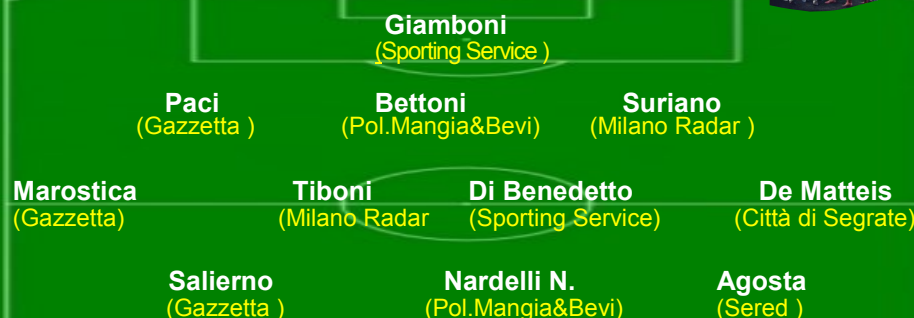 Giamboni
(Sporting Service )
Paci Bettoni Suriano
(Gazzetta ) (Pol.Mangia&Bevi) (Milano Radar )
Marostica Tiboni Di Benedetto De Matteis
(Gazzetta) (Milano Radar (Sporting Service) (Città di Segrate)
Salierno Nardelli N. Agosta
(Gazzetta ) (Pol.Mangia&Bevi) (Sered )